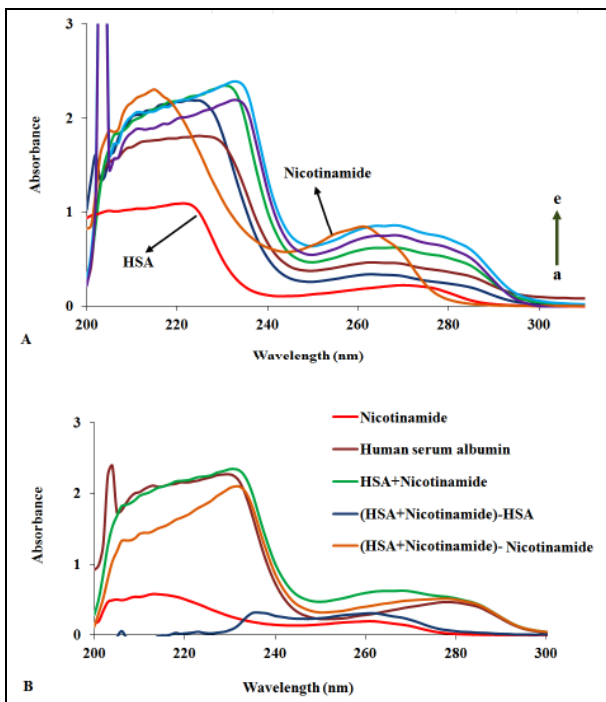 3
2
1
0
Absorbance
Nicotinamide
HSA
e
a
200 220 240 260 280 300
A
Wavelength (nm)
3
2
1
0
Absorbance
Nicotinamide
Human serum albumin
HSA+Nicotinamide
(HSA+Nicotinamide)-HSA
(HSA+Nicotinamide)- Nicotinamide
200 220 240 260 280 300
B
Wavelength (nm)